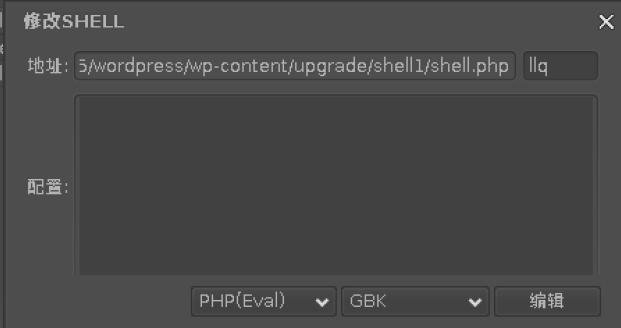 修改SHELL
地址: 5/wordpress/wp-content/upgrade/shell1/shell.php llq
配置:
PHP(Eval) GBK 编辑